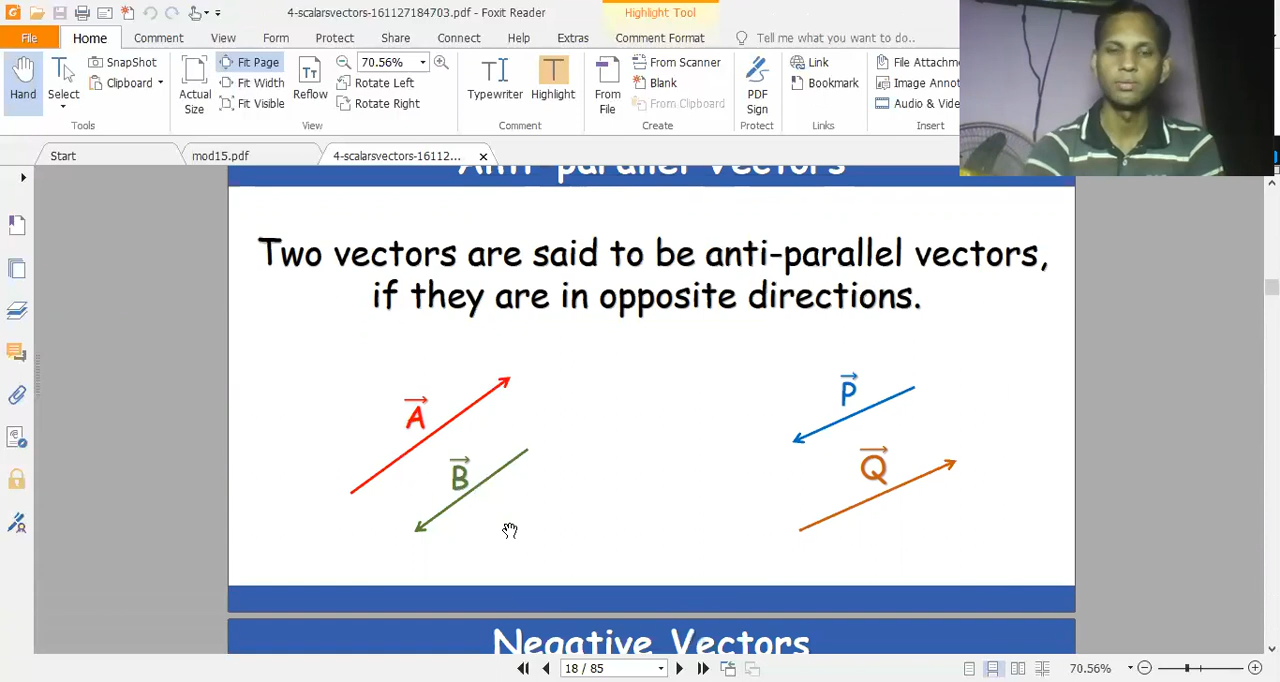 4-scalarsvectors-161127184703.pdf - Foxit Reader
Highlight Tool
File
Home
Comment
View
Form
Protect
Share
Connect
Help
Extras
Comment Format
Tell me what you want to do..
Hand
Select
SnapShot
Clipboard
Tools
Actual
Size
Fit Page
Fit Width
Fit Visible
Reflow
70.56%
Rotate Left
Rotate Right
View
Typewriter
Highlight
Comment
From
File
From Scanner
Blank
From Clipboard
Create
PDF
Sign
Protect
Link
Bookmark
Links
File Attachm
Image Annot
Audio & Vide
Insert
Start
mod15.pdf
4-scalarsvectors-16112...
Anti-parallel Vectors
Two vectors are said to be anti-parallel vectors,
if they are in opposite directions.
A
B
P
Q
Negative Vectors
18 / 85
70.56%